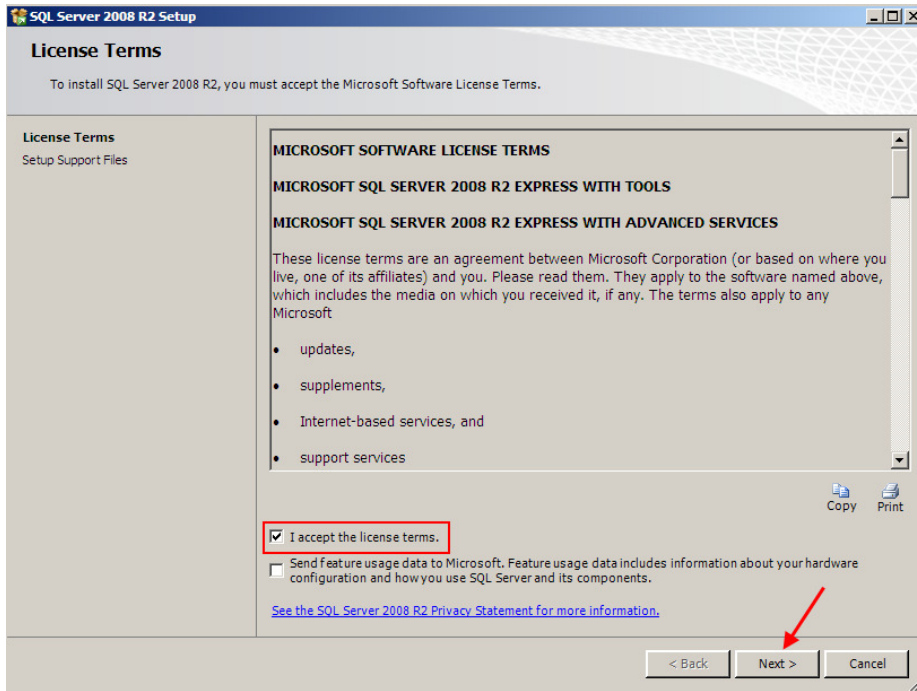 SQL Server 2008 R2 Setup
License Terms
To install SQL Server 2008 R2, you must accept the Microsoft Software License Terms.
License Terms
Setup Support Files
MICROSOFT SOFTWARE LICENSE TERMS
MICROSOFT SQL SERVER 2008 R2 EXPRESS WITH TOOLS
MICROSOFT SQL SERVER 2008 R2 EXPRESS WITH ADVANCED SERVICES
These license terms are an agreement between Microsoft Corporation (or based on where you
live, one of its affiliates) and you. Please read them. They apply to the software named above,
which includes the media on which you received it, if any. The terms also apply to any
Microsoft
• updates,
• supplements,
• Internet-based services, and
• support services
Copy Print
I accept the license terms.
Send feature usage data to Microsoft. Feature usage data includes information about your hardware
configuration and how you use SQL Server and its components.
See the SQL Server 2008 R2 Privacy Statement for more information.
< Back Next > Cancel